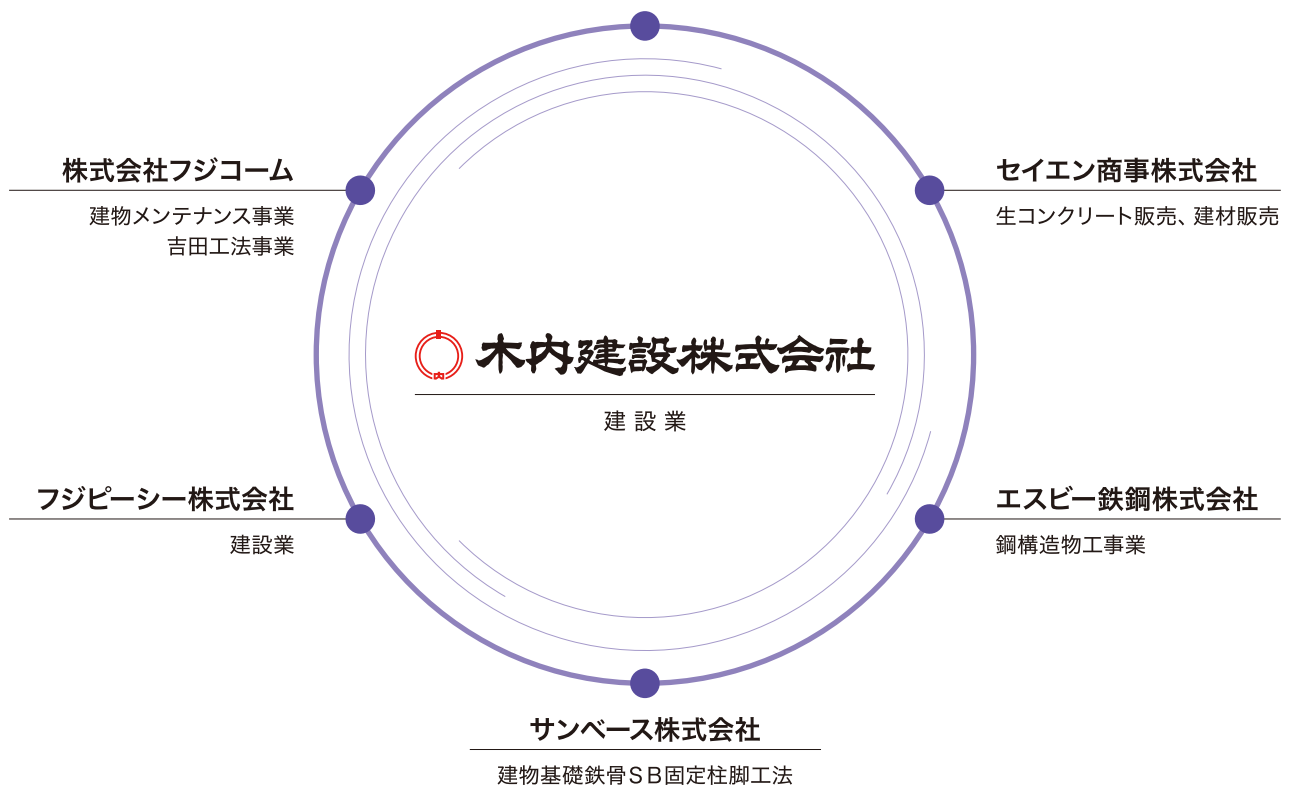 株式会社フジコーム
建物メンテナンス事業
吉田工法事業
セイエン商事株式会社
生コンクリート販売、建材販売
木内建設株式会社
建設業
フジピーシー株式会社
建設業
エスビー鉄鋼株式会社
鋼構造物工事業
サンベース株式会社
建物基礎鉄骨SB固定柱脚工法